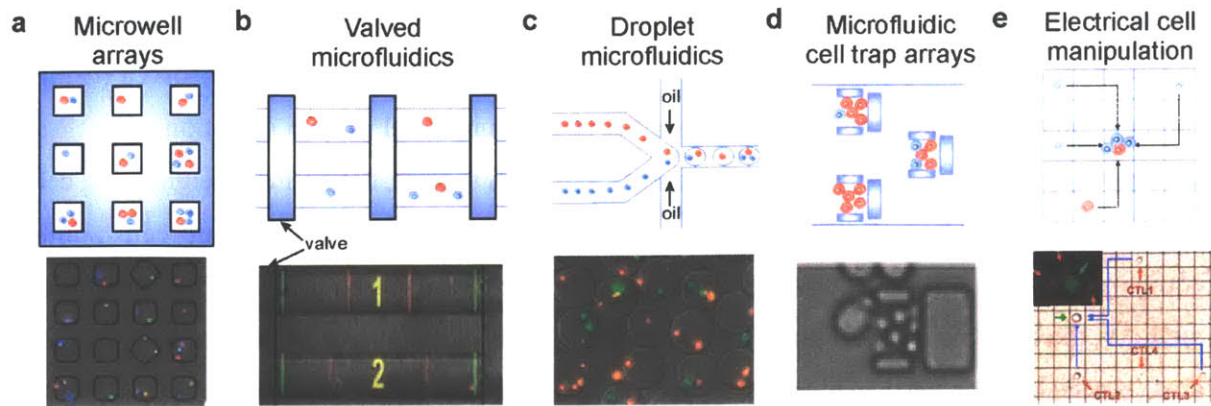 a
Microwell
arrays
b
Valved
microfluidics
c
Droplet
microfluidics
d
Microfluidic
cell trap arrays
e
Electrical cell
manipulation
oil
oil
valve
1
2
CTL1
CTL4
CTL2
CTL3